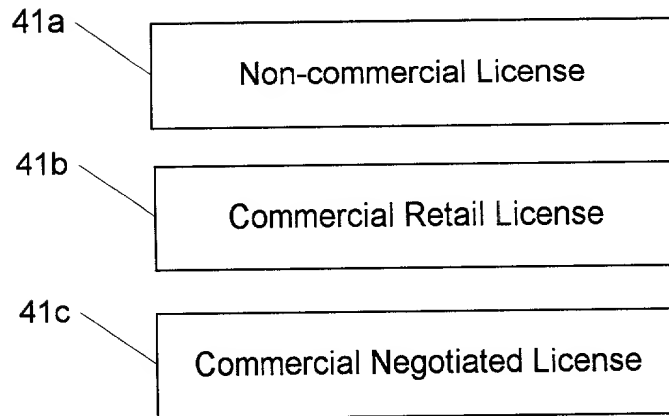 41a
Non-commercial License
41b
Commercial Retail License
41c
Commercial Negotiated License